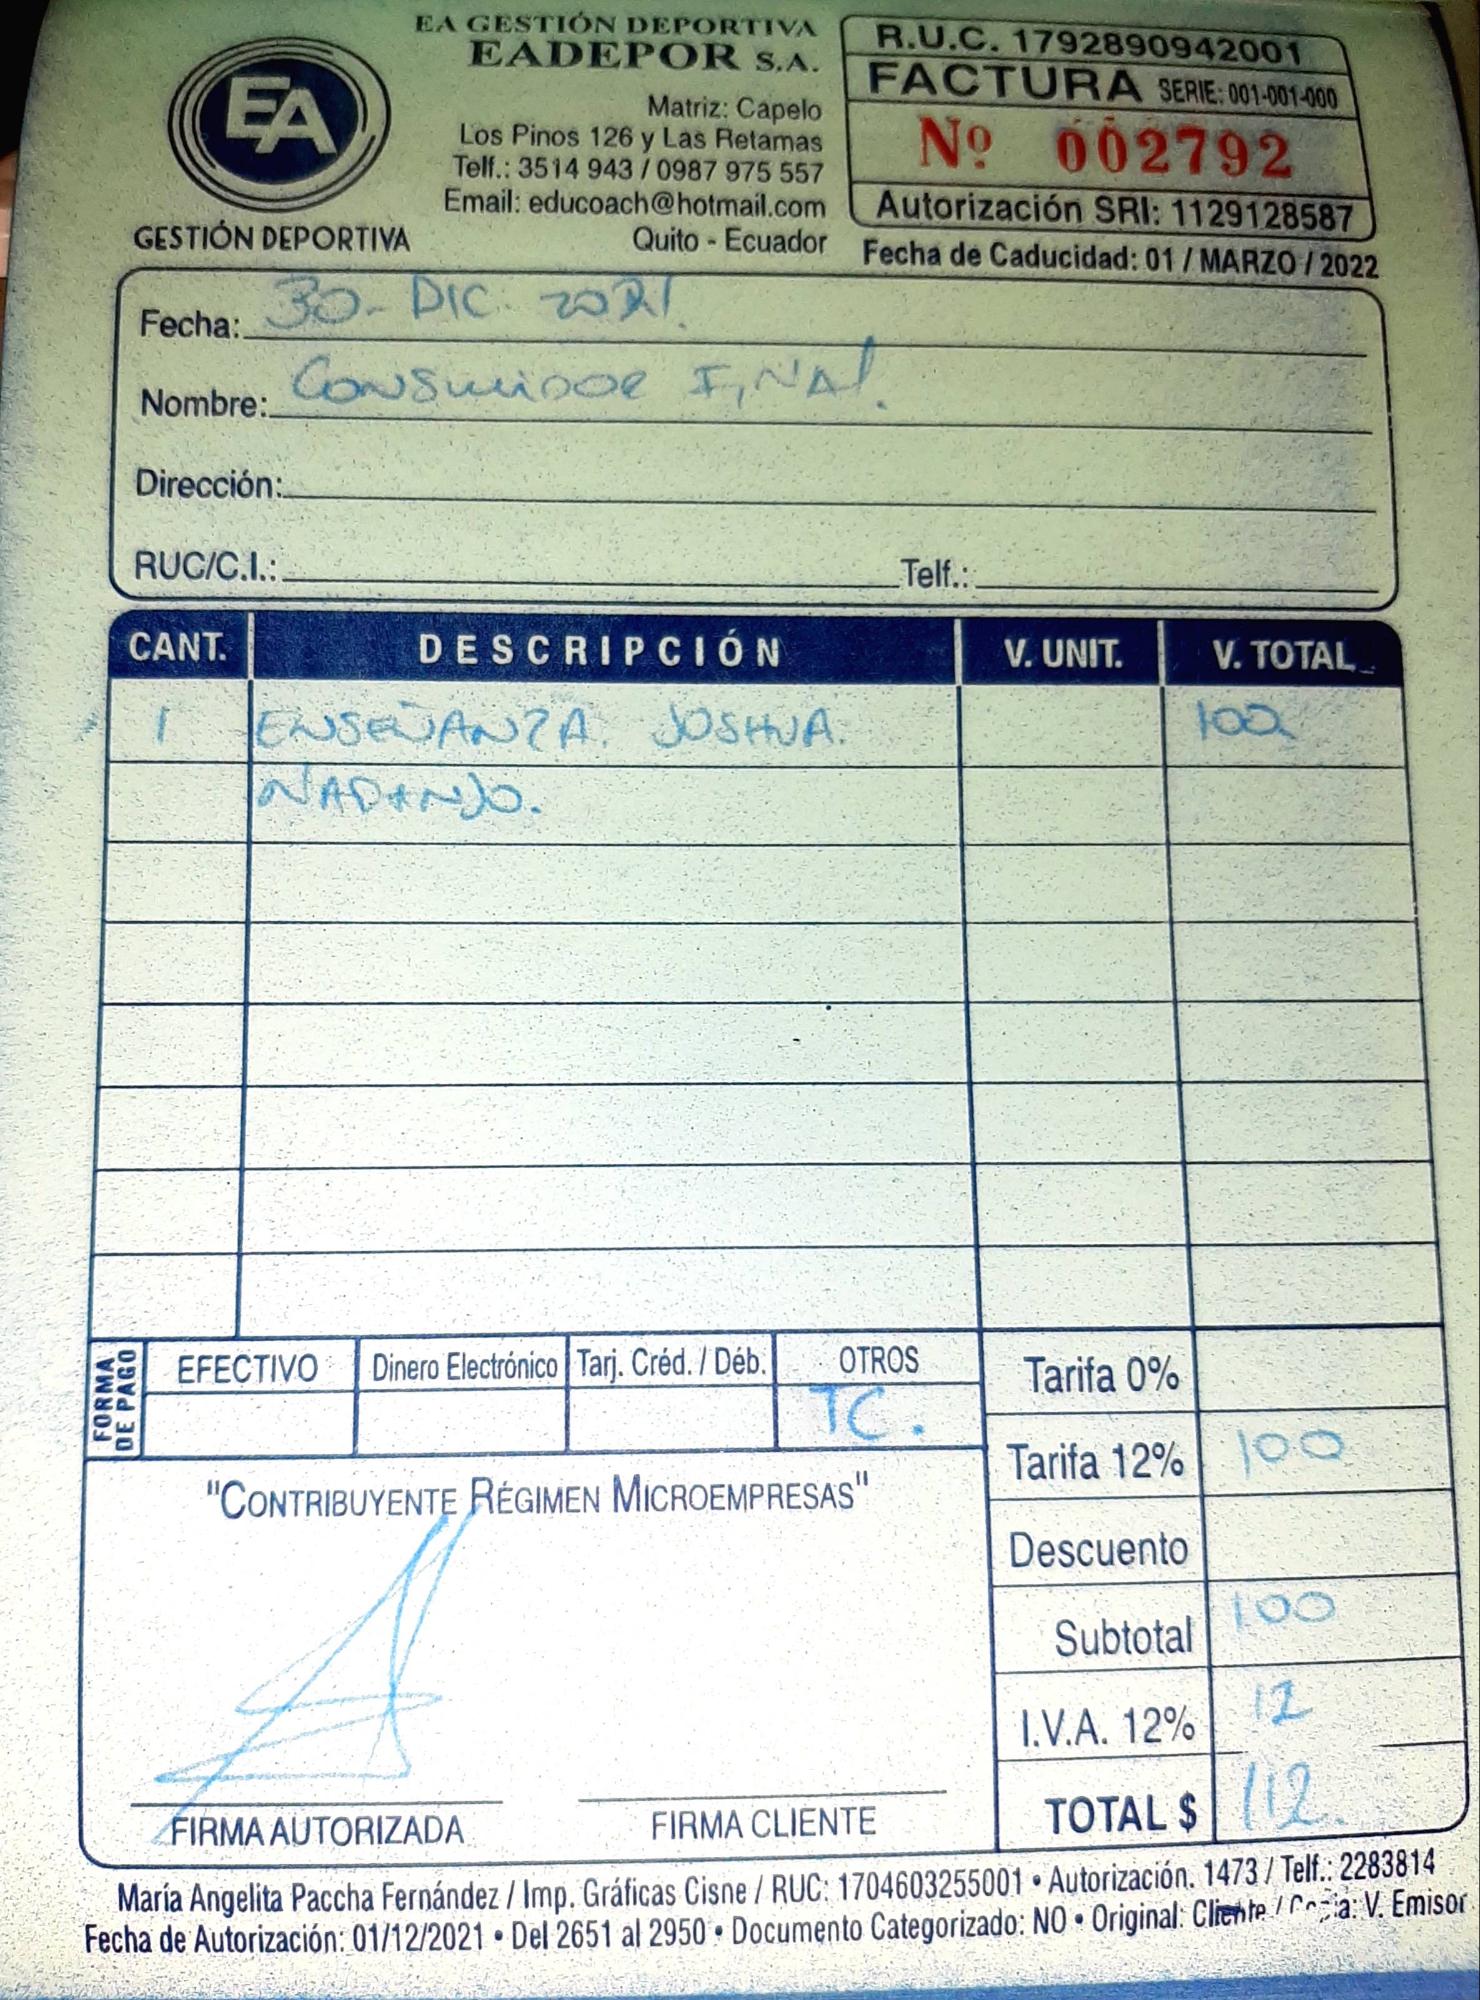 EA GESTIÓN DEPORTIVA
EADEPOR S.A.
EA
GESTIÓN DEPORTIVA
Matriz: Capelo
Los Pinos 126 y Las Retamas
Telf.: 3514 943 / 0987 975 557
Email: educoach@hotmail.com
Quito - Ecuador
R.U.C. 1792890942001
FACTURA SERIE: 001-001-000
Nº 002792
Autorización SRI: 1129128587
Fecha de Caducidad: 01 / MARZO / 2022
Fecha: 30- DIC. 2021.
Nombre: CONSUMIDOR FINAL.
Dirección:
RUC/C.I.: Telf.:
CANT. DESCRIPCIÓN V. UNIT. V. TOTAL
1 ENSEÑANZA. JOSHUA. 100
NARANJO.
FORMA DE PAGO
EFECTIVO Dinero Electrónico Tarj. Créd. / Déb. OTROS
TC.
"CONTRIBUYENTE RÉGIMEN MICROEMPRESAS"
Tarifa 0%
Tarifa 12% 100
Descuento
Subtotal 100
I.V.A. 12% 12
TOTAL $ 112.
FIRMA AUTORIZADA FIRMA CLIENTE
María Angelita Paccha Fernández / Imp. Gráficas Cisne / RUC: 1704603255001 • Autorización. 1473 / Telf.: 2283814
Fecha de Autorización: 01/12/2021 • Del 2651 al 2950 • Documento Categorizado: NO • Original: Cliente / Copia: V. Emisor